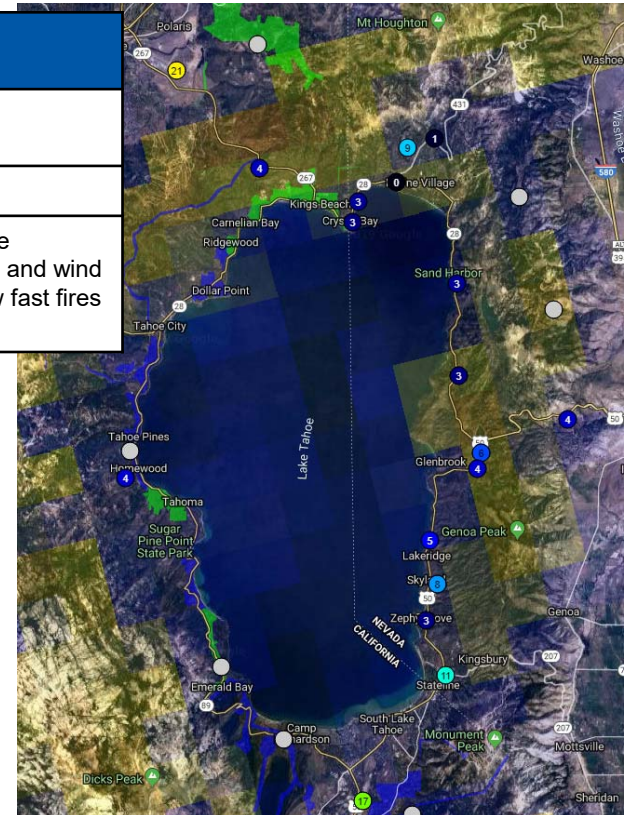 Polaris
Mt Houghton
267
Washoe
21
431
Washoe
1
9
580
4
267
28
0
Village
3
Kings Beach
Carnelian Bay
3
Bay
28
Ridgewood
Sand Harbor
e
and wind
fast fires
Dollar Point
3
28
Tahoe City
3
4
50
50
Tahoe Pines
6
Lake Tahoe
Glenbrook
4
Homewood
4
Tahoma
Sugar
Pine Point
State Park
Genoa Peak
5
Lakeridge
8
50
Genoa
3
NEVADA
CALIFORNIA
Kingsbury
207
11
Emerald Bay
Stateline
89
South Lake
Tahoe
Camp
Monument
Peak
207
Mottsville
Dicks Peak
Sheridan
17